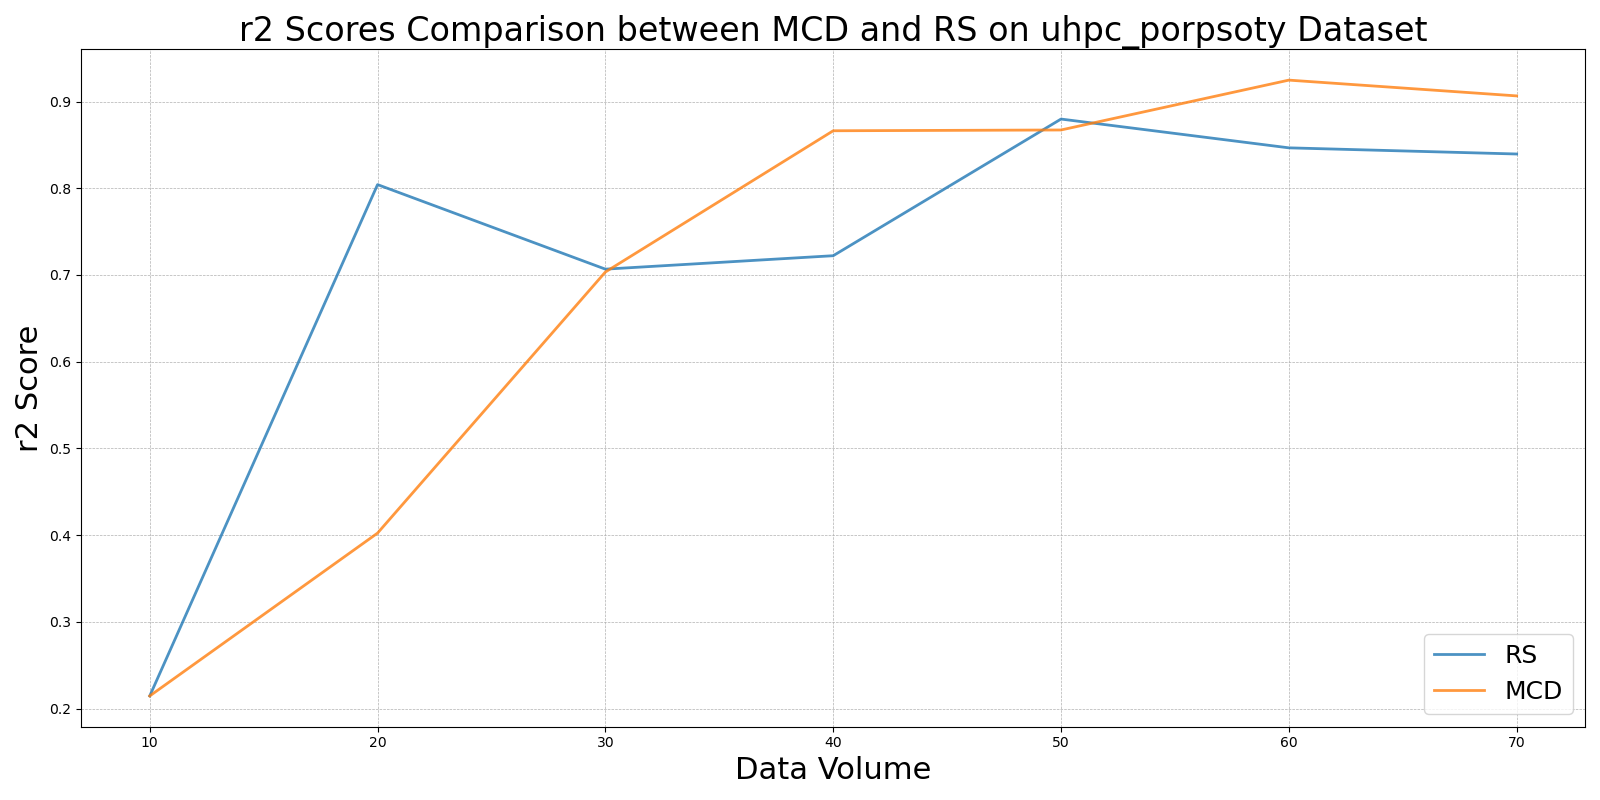 r2 Scores Comparison between MCD and RS on uhpc_porpsoty Dataset
r2 Score
0.9
0.8
0.7
0.6
0.5
0.4
0.3
0.2
10 20 30 40 50 60 70
Data Volume
RS
MCD